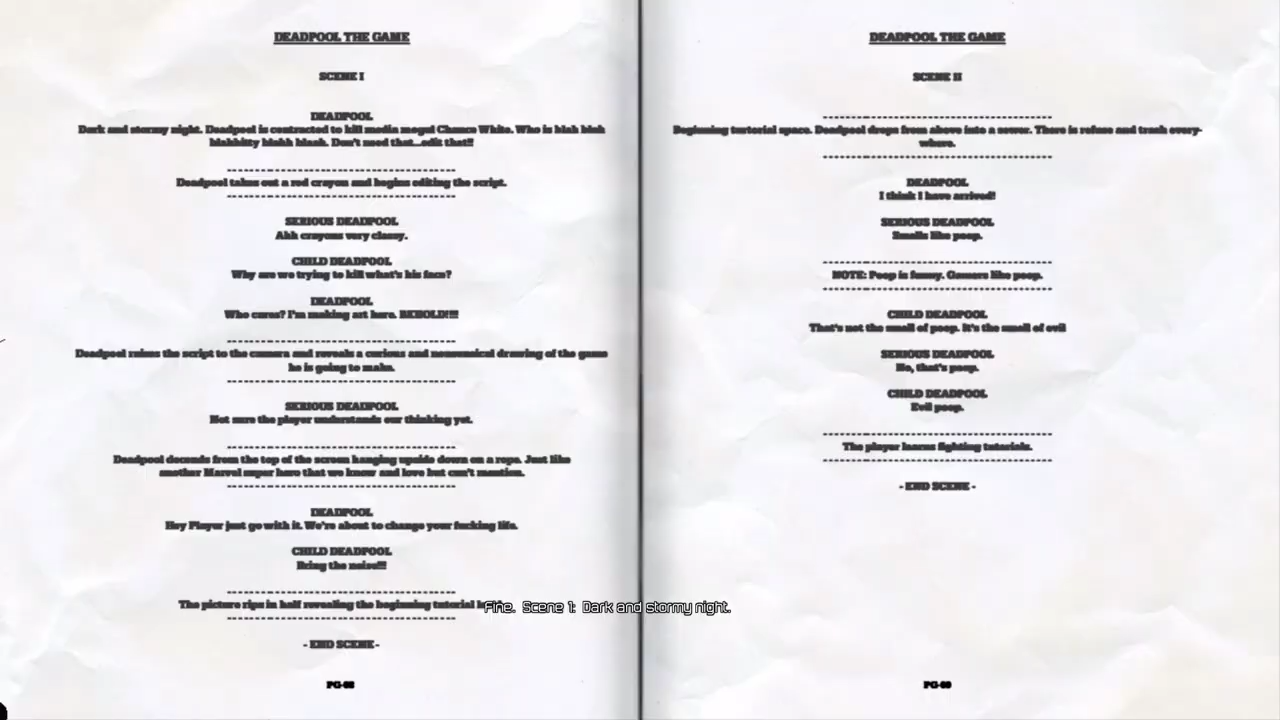 DEADPOOL THE GAME
SCENE I
DEADPOOL
Dark and stormy night. Deadpool is contracted to kill media mogul Chance White. Who is blah blah
blabbitty blahh blaah. Don't need that...edit that!!
Deadpool takes out a red crayon and begins editing the script.
SERIOUS DEADPOOL
Ahh crayons very classy.
CHILD DEADPOOL
Why are we trying to kill what's his face?
DEADPOOL
Who cares? I'm making art here. BEHOLD!!!!
Deadpool raises the script to the camera and reveals a curious and nonsensical drawing of the game
he is going to make.
SERIOUS DEADPOOL
Not sure the player understands our thinking yet.
Deadpool decends from the top of the screen hanging upside down on a rope. Just like
another Marvel super hero that we know and love but can't mention.
DEADPOOL
Hey Player just go with it. We're about to change your fucking life.
CHILD DEADPOOL
Bring the noise!!!
The picture rips in half revealing the beginning tutorial
- END SCENE -
PG-08
DEADPOOL THE GAME
SCENE II
Beginning turtorial space. Deadpool drops from above into a sewer. There is refuse and trash every-
where.
DEADPOOL
I think I have arrived!
SERIOUS DEADPOOL
Smells like poop.
NOTE: Poop is funny. Gamers like poop.
CHILD DEADPOOL
That's not the smell of poop. It's the smell of evil
SERIOUS DEADPOOL
No, that's poop.
CHILD DEADPOOL
Evil poop.
The player learns fighting tutorials.
- END SCENE -
PG-09
Fine. Scene 1: Dark and stormy night.